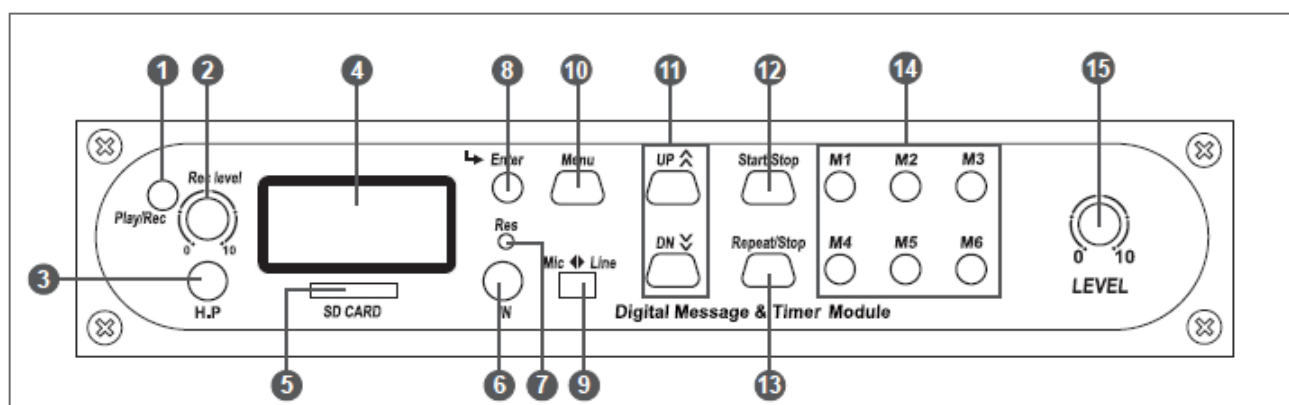 1 2 4 8 10 11 12 14 15
Enter Menu UP Start/Stop M1 M2 M3
Rec level
Play/Rec
Res
DN Repeat/Stop M4 M5 M6
0 10
0 10
Mic Line
LEVEL
3
H.P SD CARD IN Digital Message & Timer Module
5 6 7 9 13